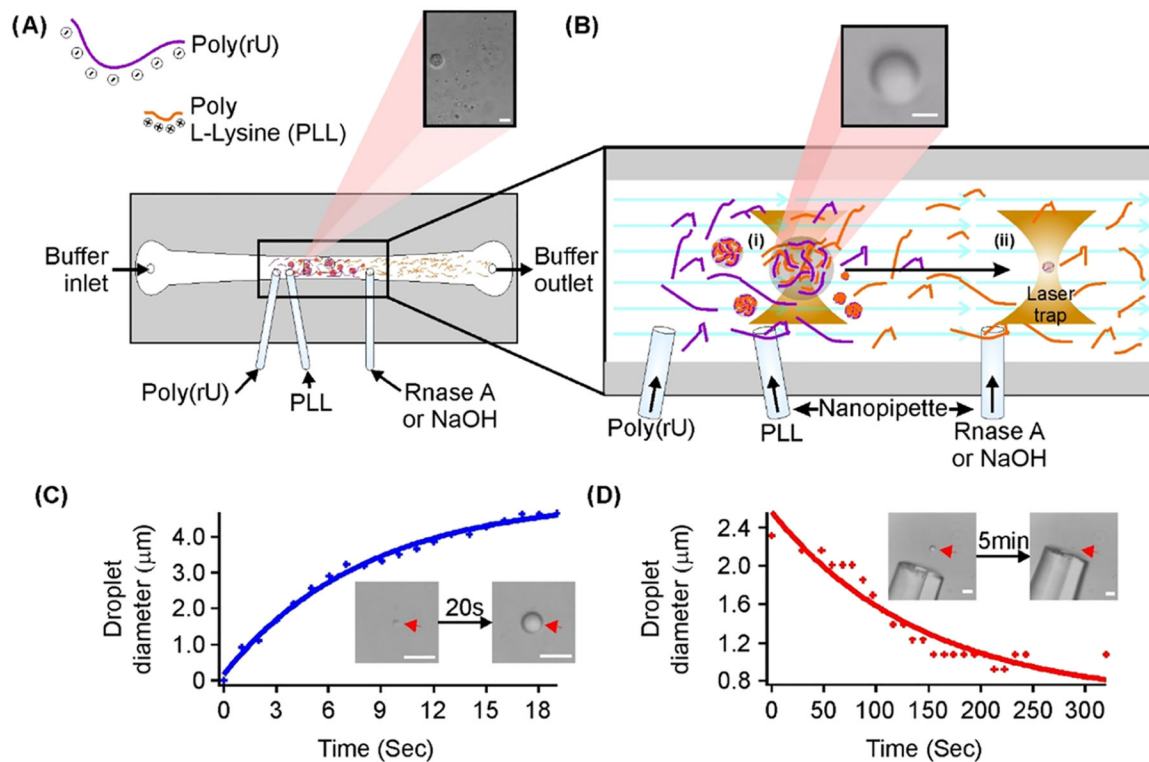 (A)
Poly(rU)
Poly
L-Lysine (PLL)
Buffer
inlet
Buffer
outlet
Poly(rU)
PLL
Rnase A
or NaOH
(B)
(i)
(ii)
Laser
trap
Poly(rU)
PLL
Nanopipette
Rnase A
or NaOH
(C)
Droplet
diameter (μm)
4.0
3.0
2.0
1.0
0
20s
0
3
6
9
12
15
18
Time (Sec)
(D)
Droplet
diameter (μm)
2.4
2.0
1.6
1.2
0.8
5min
0
50
100
150
200
250
300
Time (Sec)